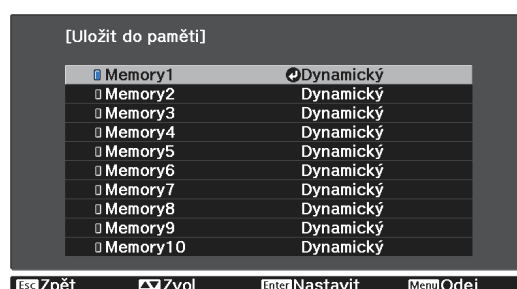 [Uložit do paměti]
Memory1 Dynamický
Memory2 Dynamický
Memory3 Dynamický
Memory4 Dynamický
Memory5 Dynamický
Memory6 Dynamický
Memory7 Dynamický
Memory8 Dynamický
Memory9 Dynamický
Memory10 Dynamický
Esc Zpět Zvol Enter Nastavit Menu Odej